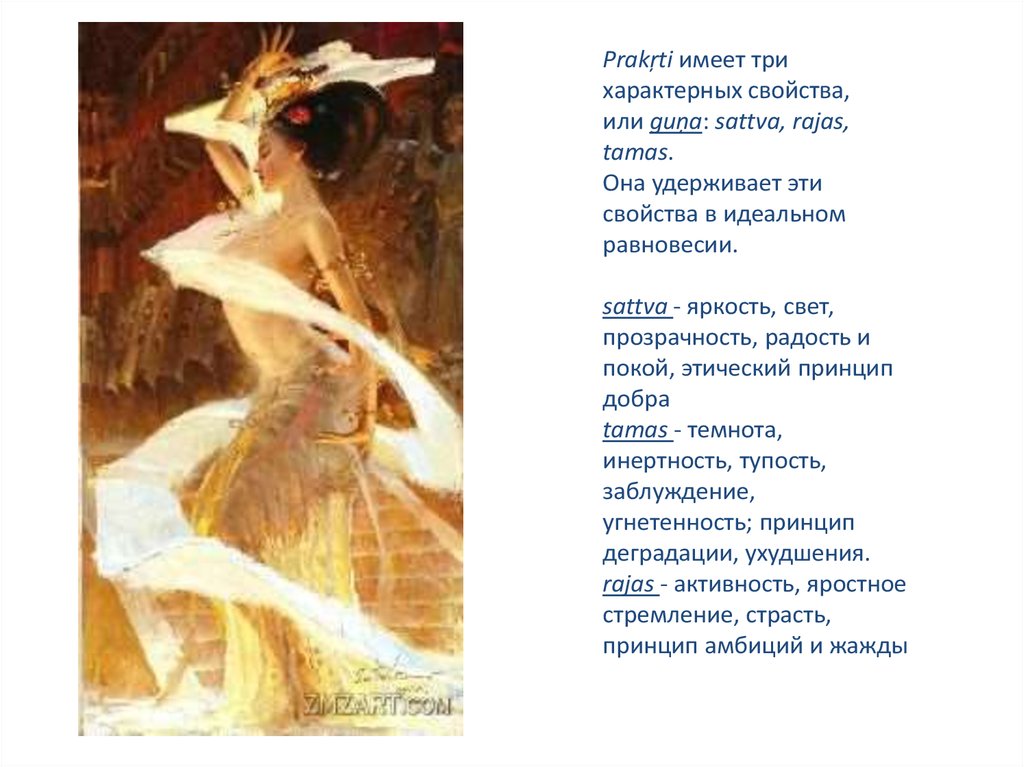 Prakṛti имеет три
характерных свойства,
или guṇa: sattva, rajas,
tamas.
Она удерживает эти
свойства в идеальном
равновесии.
sattva - яркость, свет,
прозрачность, радость и
покой, этический принцип
добра
tamas - темнота,
инертность, тупость,
заблуждение,
угнетенность; принцип
деградации, ухудшения.
rajas - активность, яростное
стремление, страсть,
принцип амбиций и жажды
ZMZART.COM